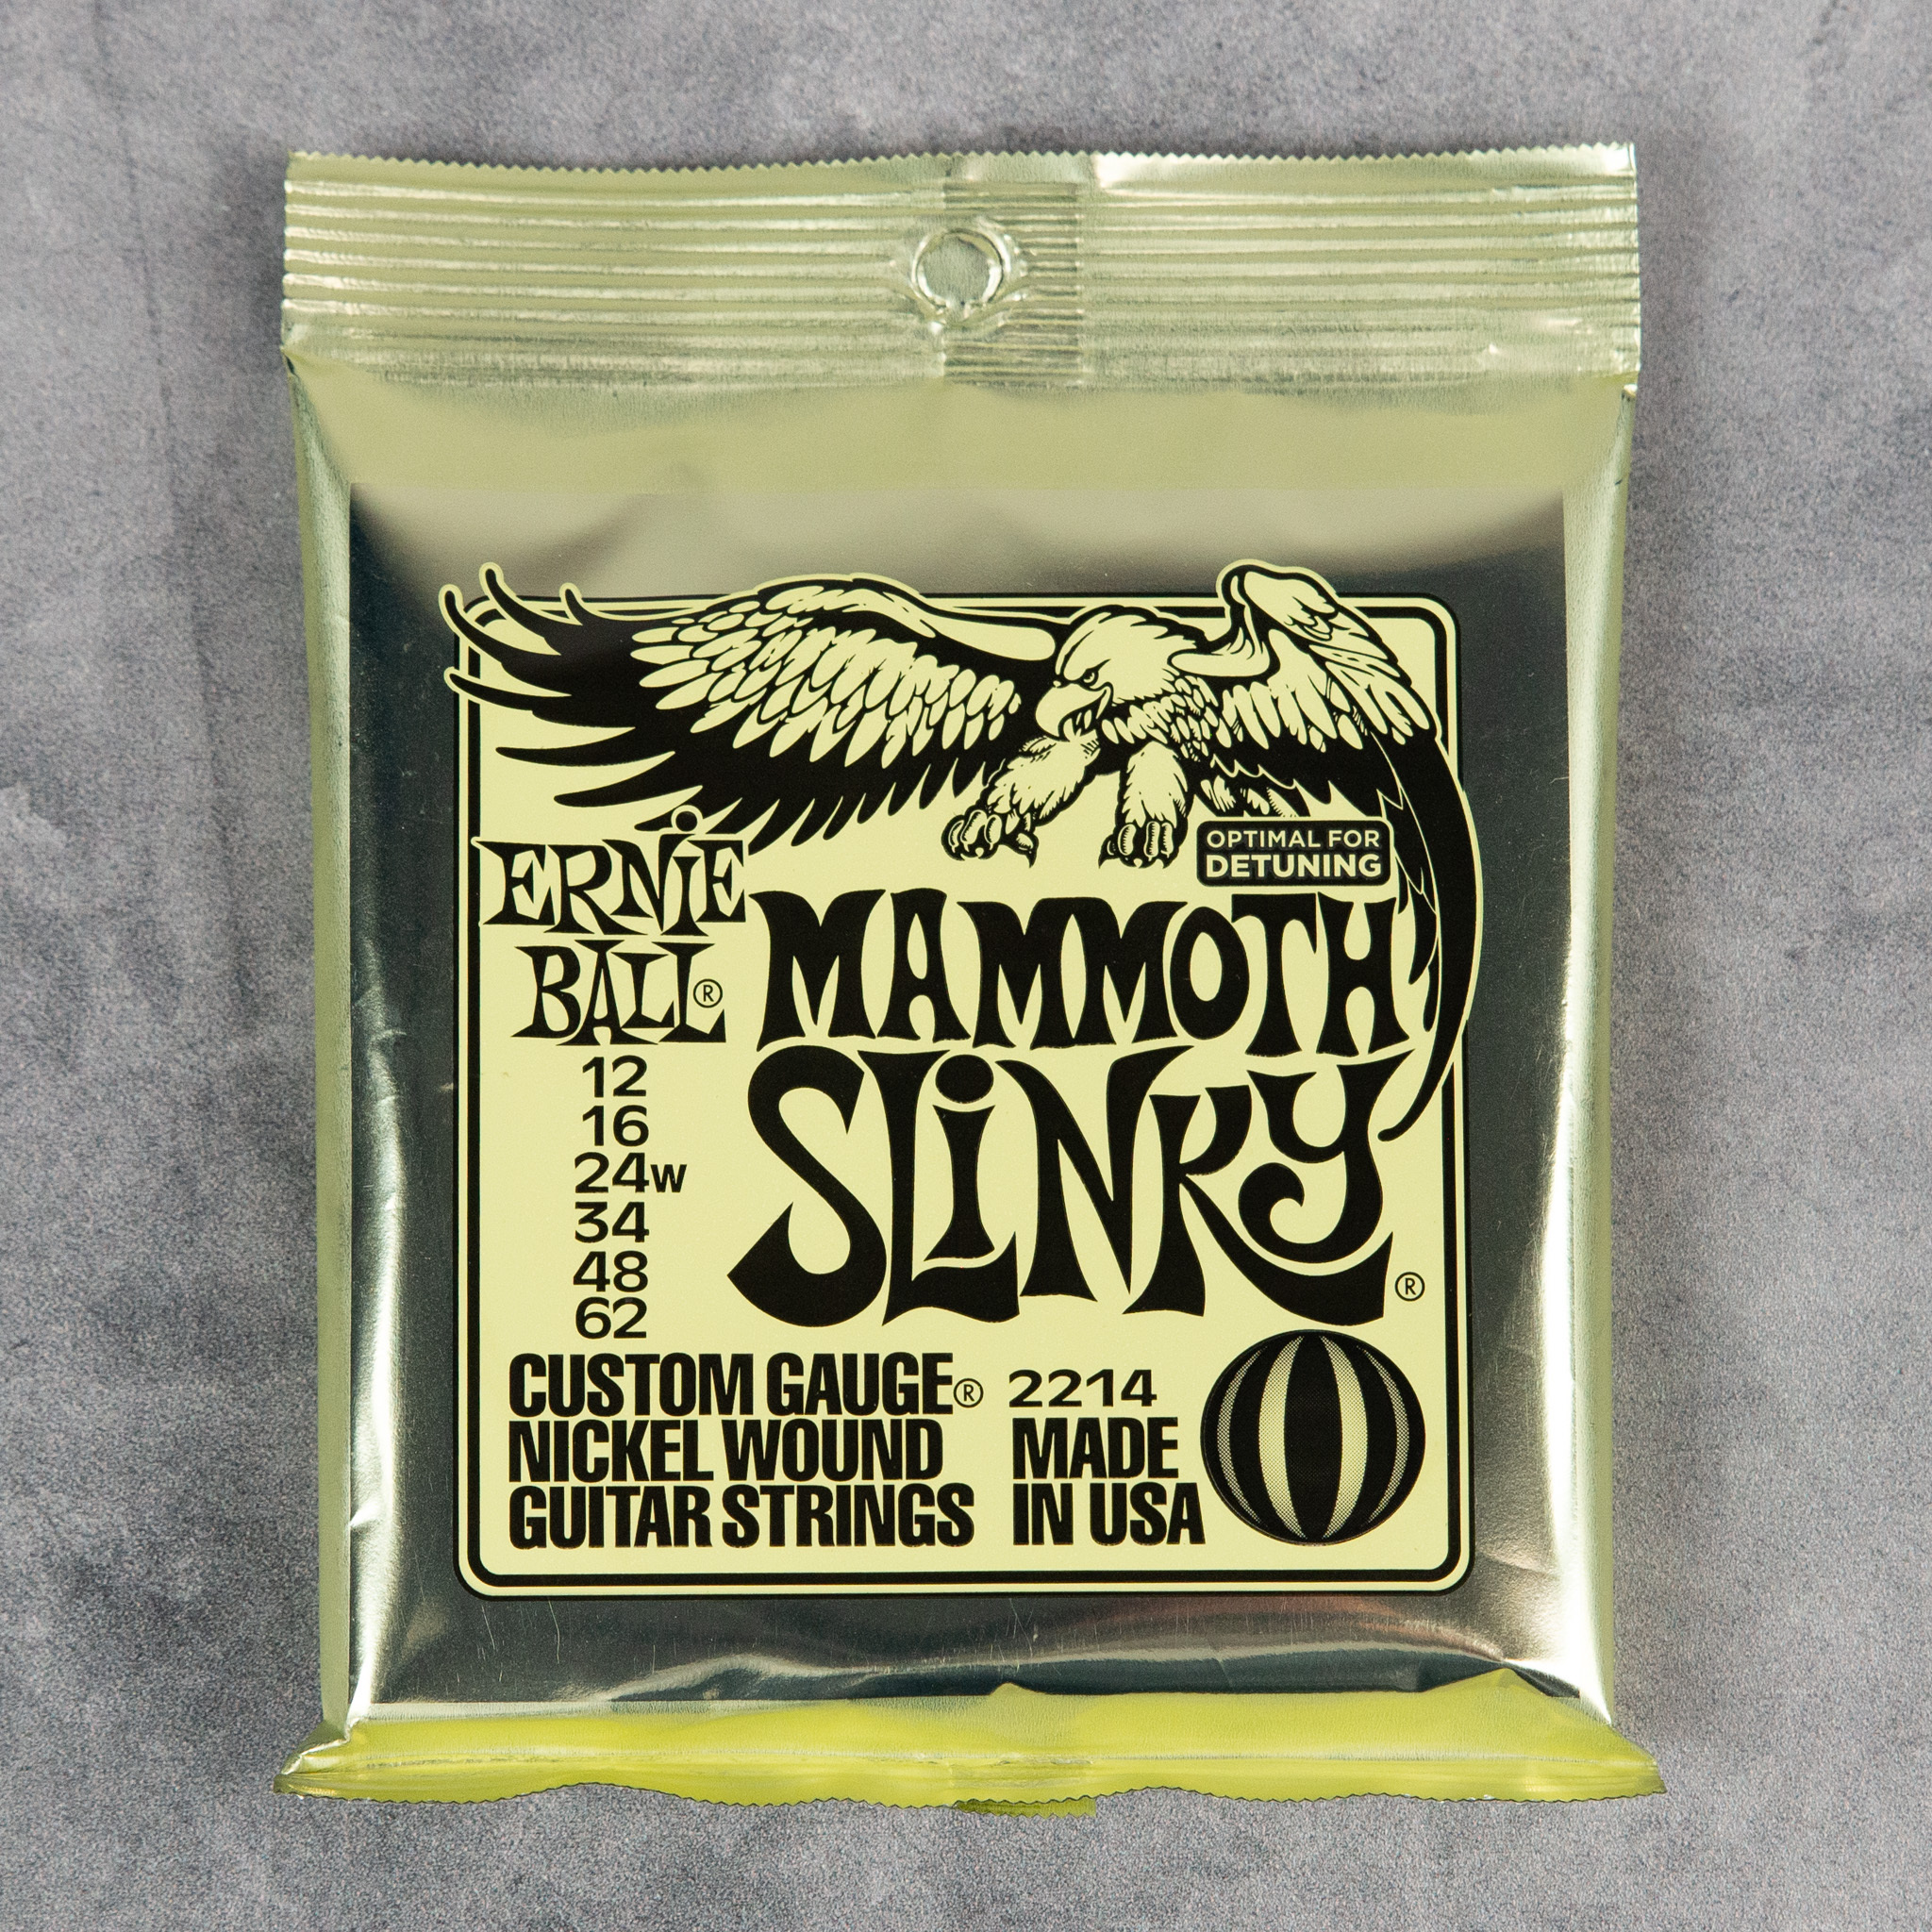 OPTIMAL FOR
DETUNING
ERNiE
BALL®
MAMMOTH
SLiNKY®
12
16
24w
34
48
62
CUSTOM GAUGE®
NICKEL WOUND
GUITAR STRINGS
2214
MADE
IN USA